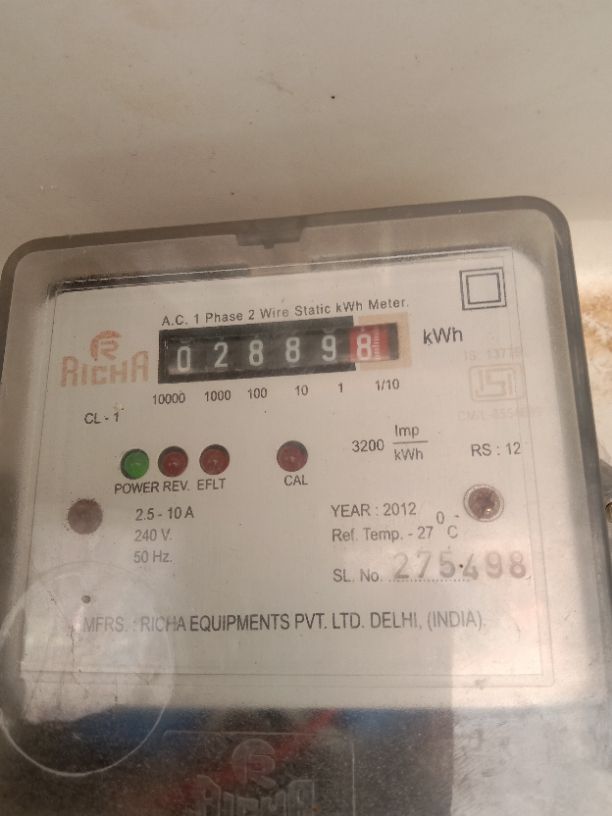 A.C. 1 Phase 2 Wire Static kWh Meter.
RICHA
028898 kWh
10000 1000 100 10 1 1/10
CL - 1
3200 Imp/kWh
RS : 12
POWER REV. EFLT CAL
2.5 - 10 A
240 V.
50 Hz.
YEAR : 2012
Ref. Temp. - 27 °C
SL. No. 275498
MFRS. : RICHA EQUIPMENTS PVT. LTD. DELHI, (INDIA).
RICHA